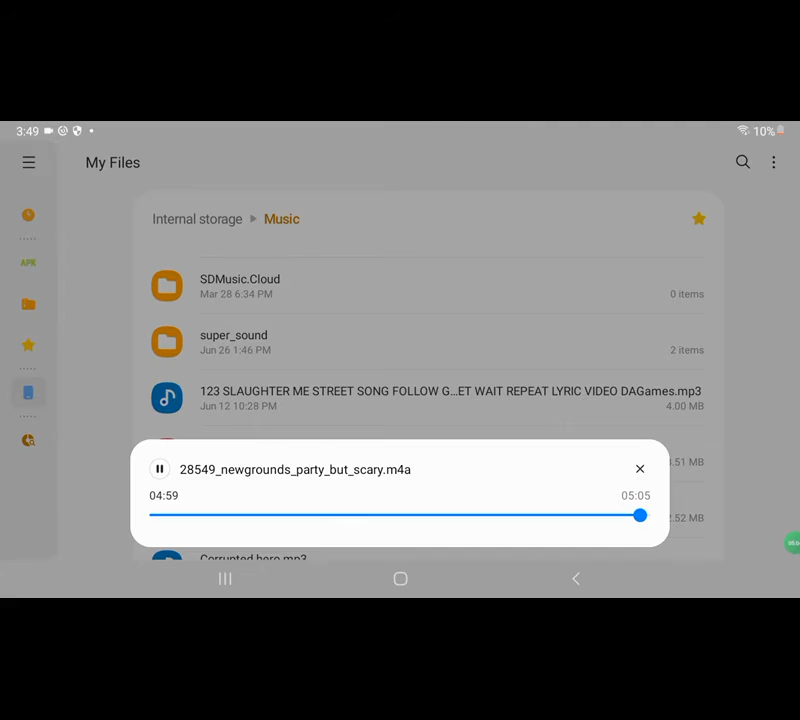 3:49
10%
My Files
Internal storage ▶ Music
APK
SDMusic.Cloud
Mar 28 6:34 PM
0 items
super_sound
Jun 26 1:46 PM
2 items
123 SLAUGHTER ME STREET SONG FOLLOW G...ET WAIT REPEAT LYRIC VIDEO DAGames.mp3
Jun 12 10:28 PM
4.00 MB
28549_newgrounds_party_but_scary.m4a
.51 MB
04:59
05:05
2.52 MB
Corrupted hero.mp3